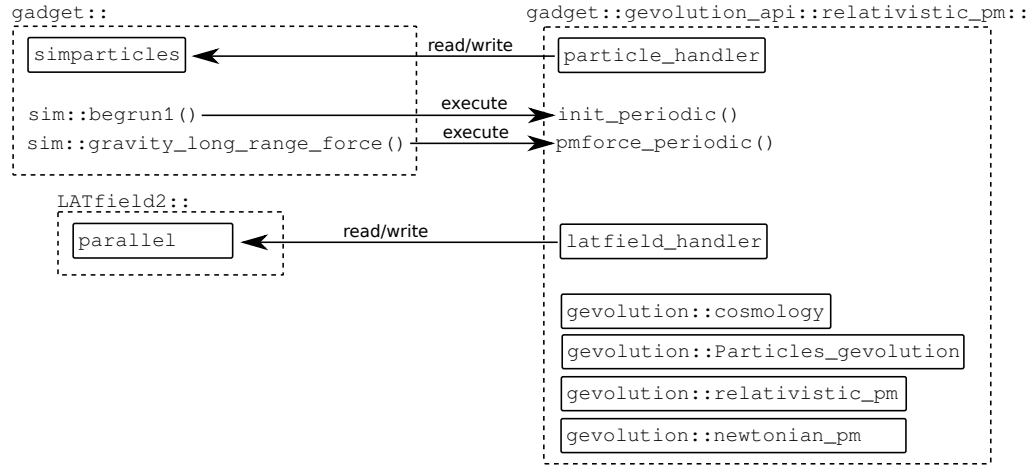 gadget::
gadget::gevolution_api::relativistic_pm::
simparticles
read/write
particle_handler
sim::begrun1()
execute
init_periodic()
sim::gravity_long_range_force()
execute
pmforce_periodic()
LATfield2::
parallel
read/write
latfield_handler
gevolution::cosmology
gevolution::Particles_gevolution
gevolution::relativistic_pm
gevolution::newtonian_pm